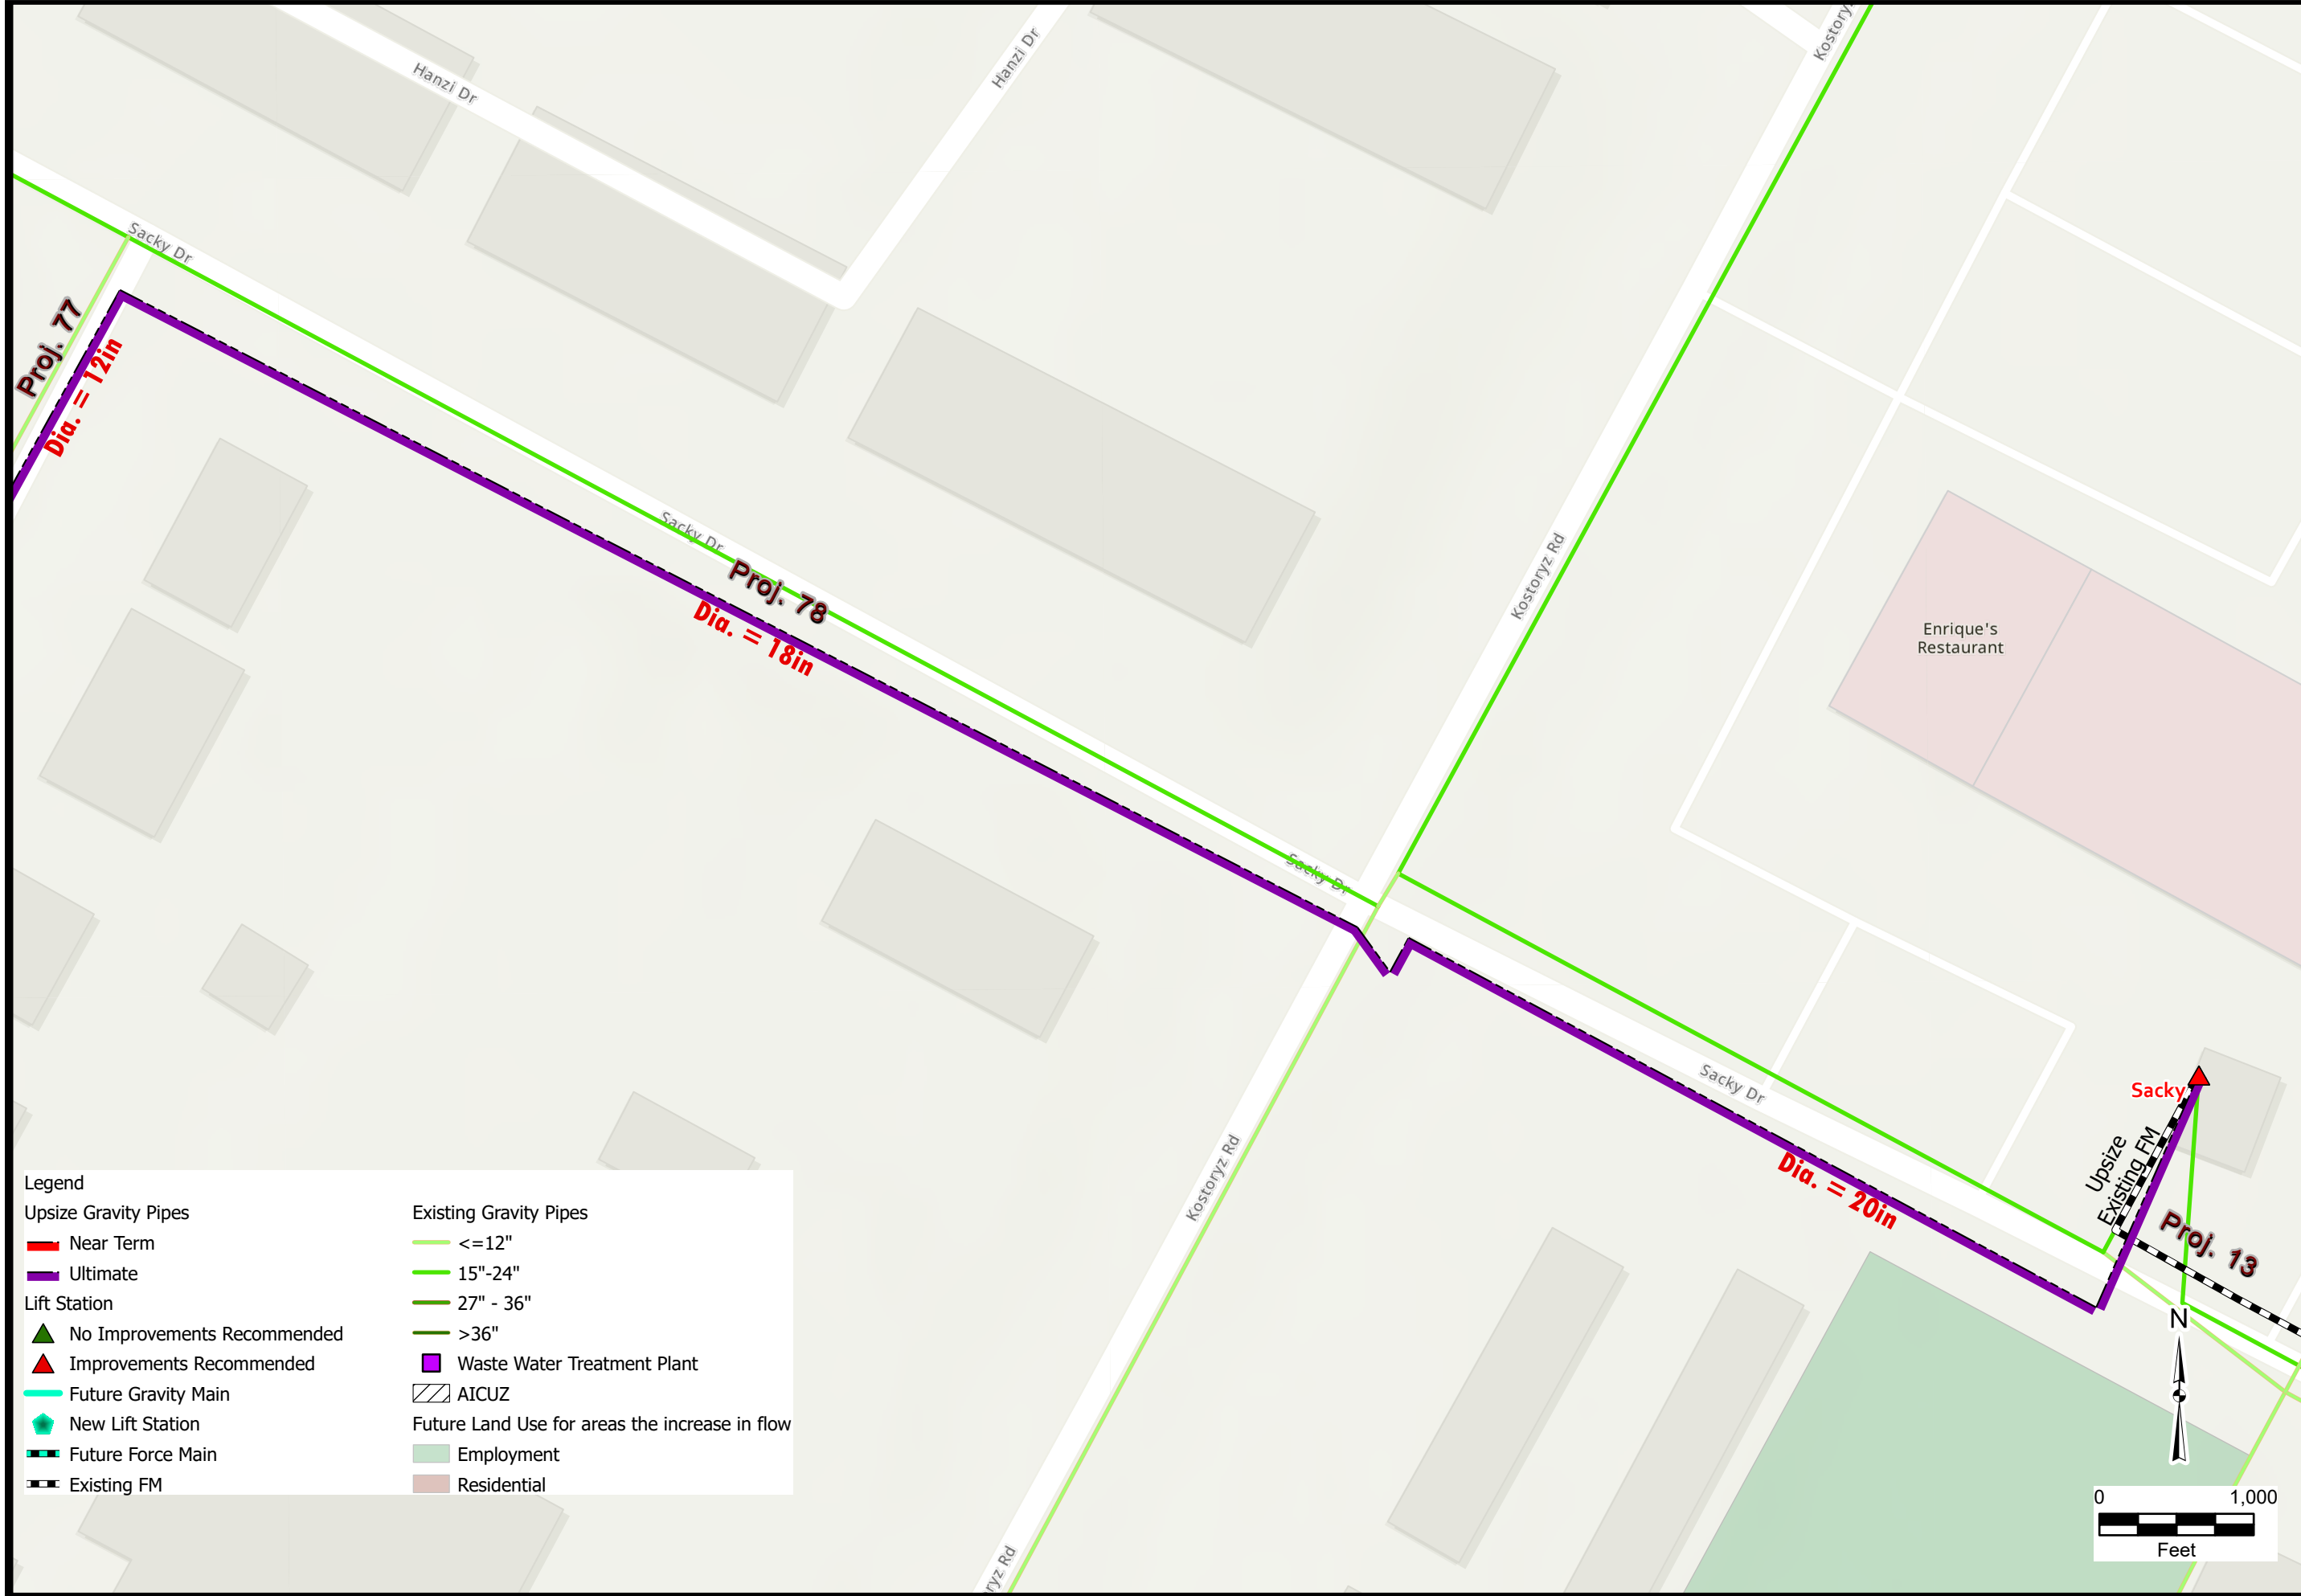 Kostoryz
Hanzi Dr
Hanzi Dr
Sacky Dr
Proj. 77
Dia. = 12in
Sacky Dr
Proj. 78
Dia. = 18in
Kostoryz Rd
Enrique's
Restaurant
Sacky Dr
Sacky Dr
Sacky
Upsize
Existing FM
Dia. = 20in
Proj. 13
Kostoryz Rd
Legend
Upsize Gravity Pipes
Near Term
Ultimate
Lift Station
No Improvements Recommended
Improvements Recommended
Future Gravity Main
New Lift Station
Future Force Main
Existing FM
Existing Gravity Pipes
<=12"
15"-24"
27" - 36"
>36"
Waste Water Treatment Plant
AICUZ
Future Land Use for areas the increase in flow
Employment
Residential
N
0 1,000
Feet
ryz Rd